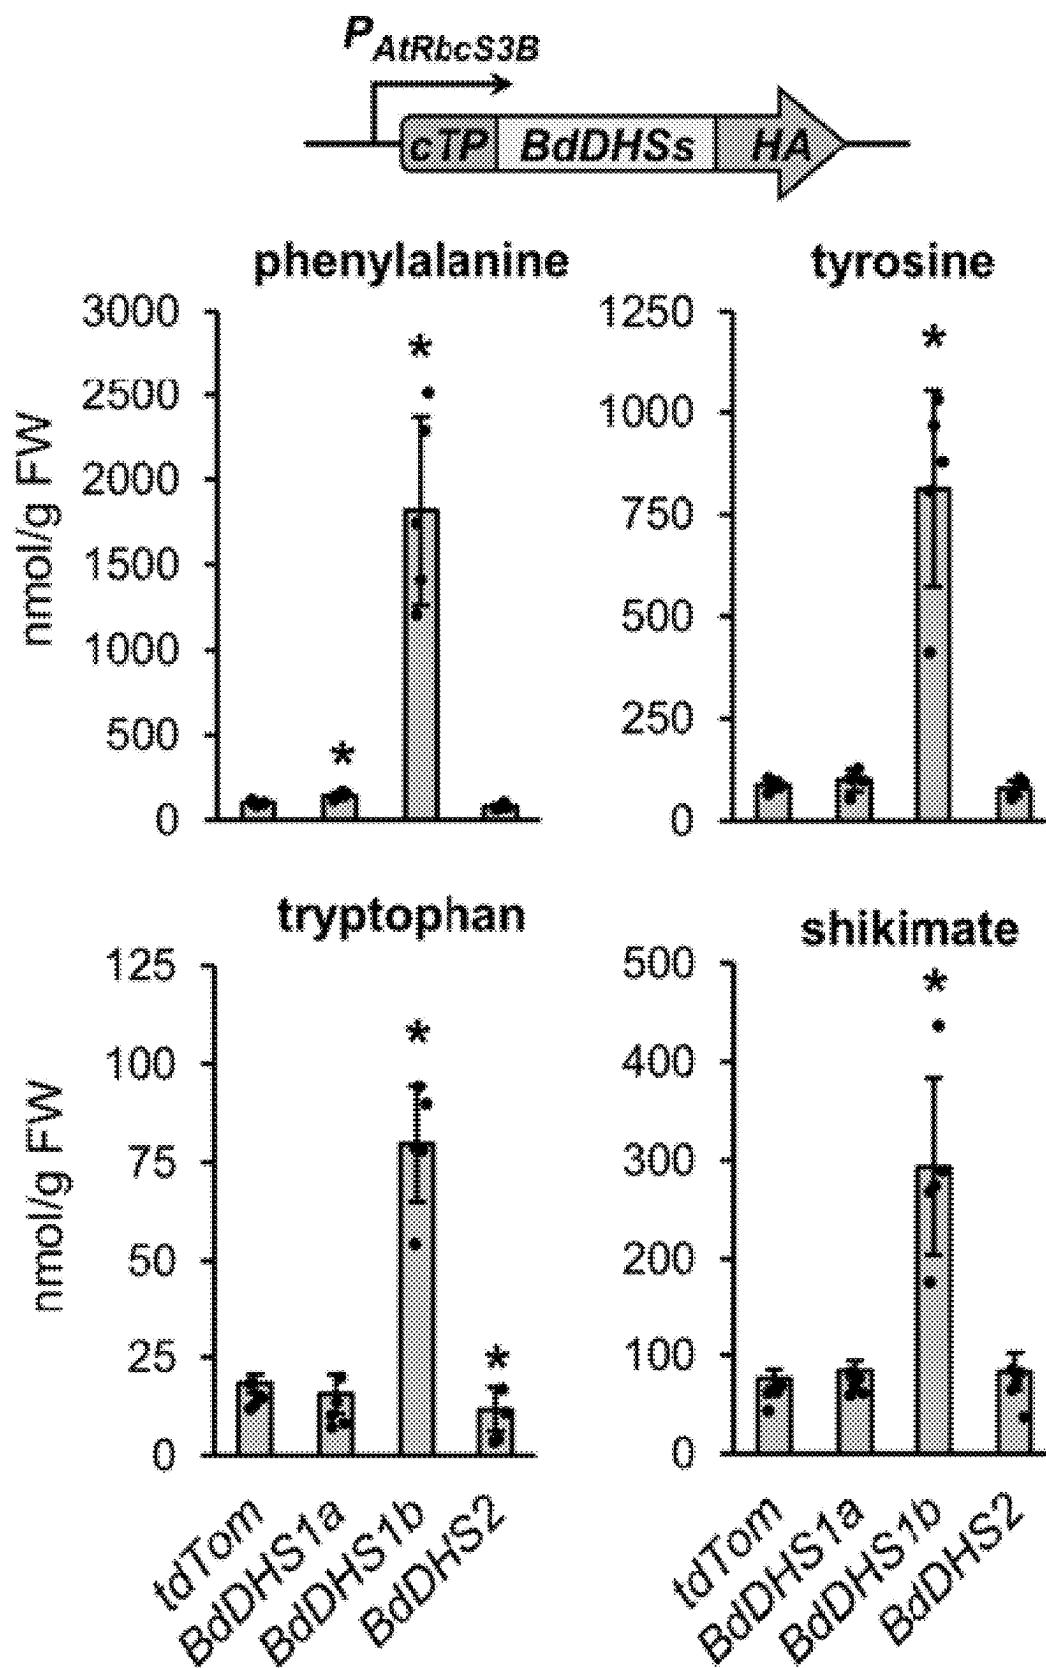 P AtRbcS3B
cTP BdDHSs HA
phenylalanine
3000
2500
2000
1500
1000
500
0
nmol/g FW
*
*
tyrosine
1250
1000
750
500
250
0
*
tryptophan
125
100
75
50
25
0
nmol/g FW
*
*
tdTom
BdDHS1a
BdDHS1b
BdDHS2
shikimate
500
400
300
200
100
0
*
tdTom
BdDHS1a
BdDHS1b
BdDHS2